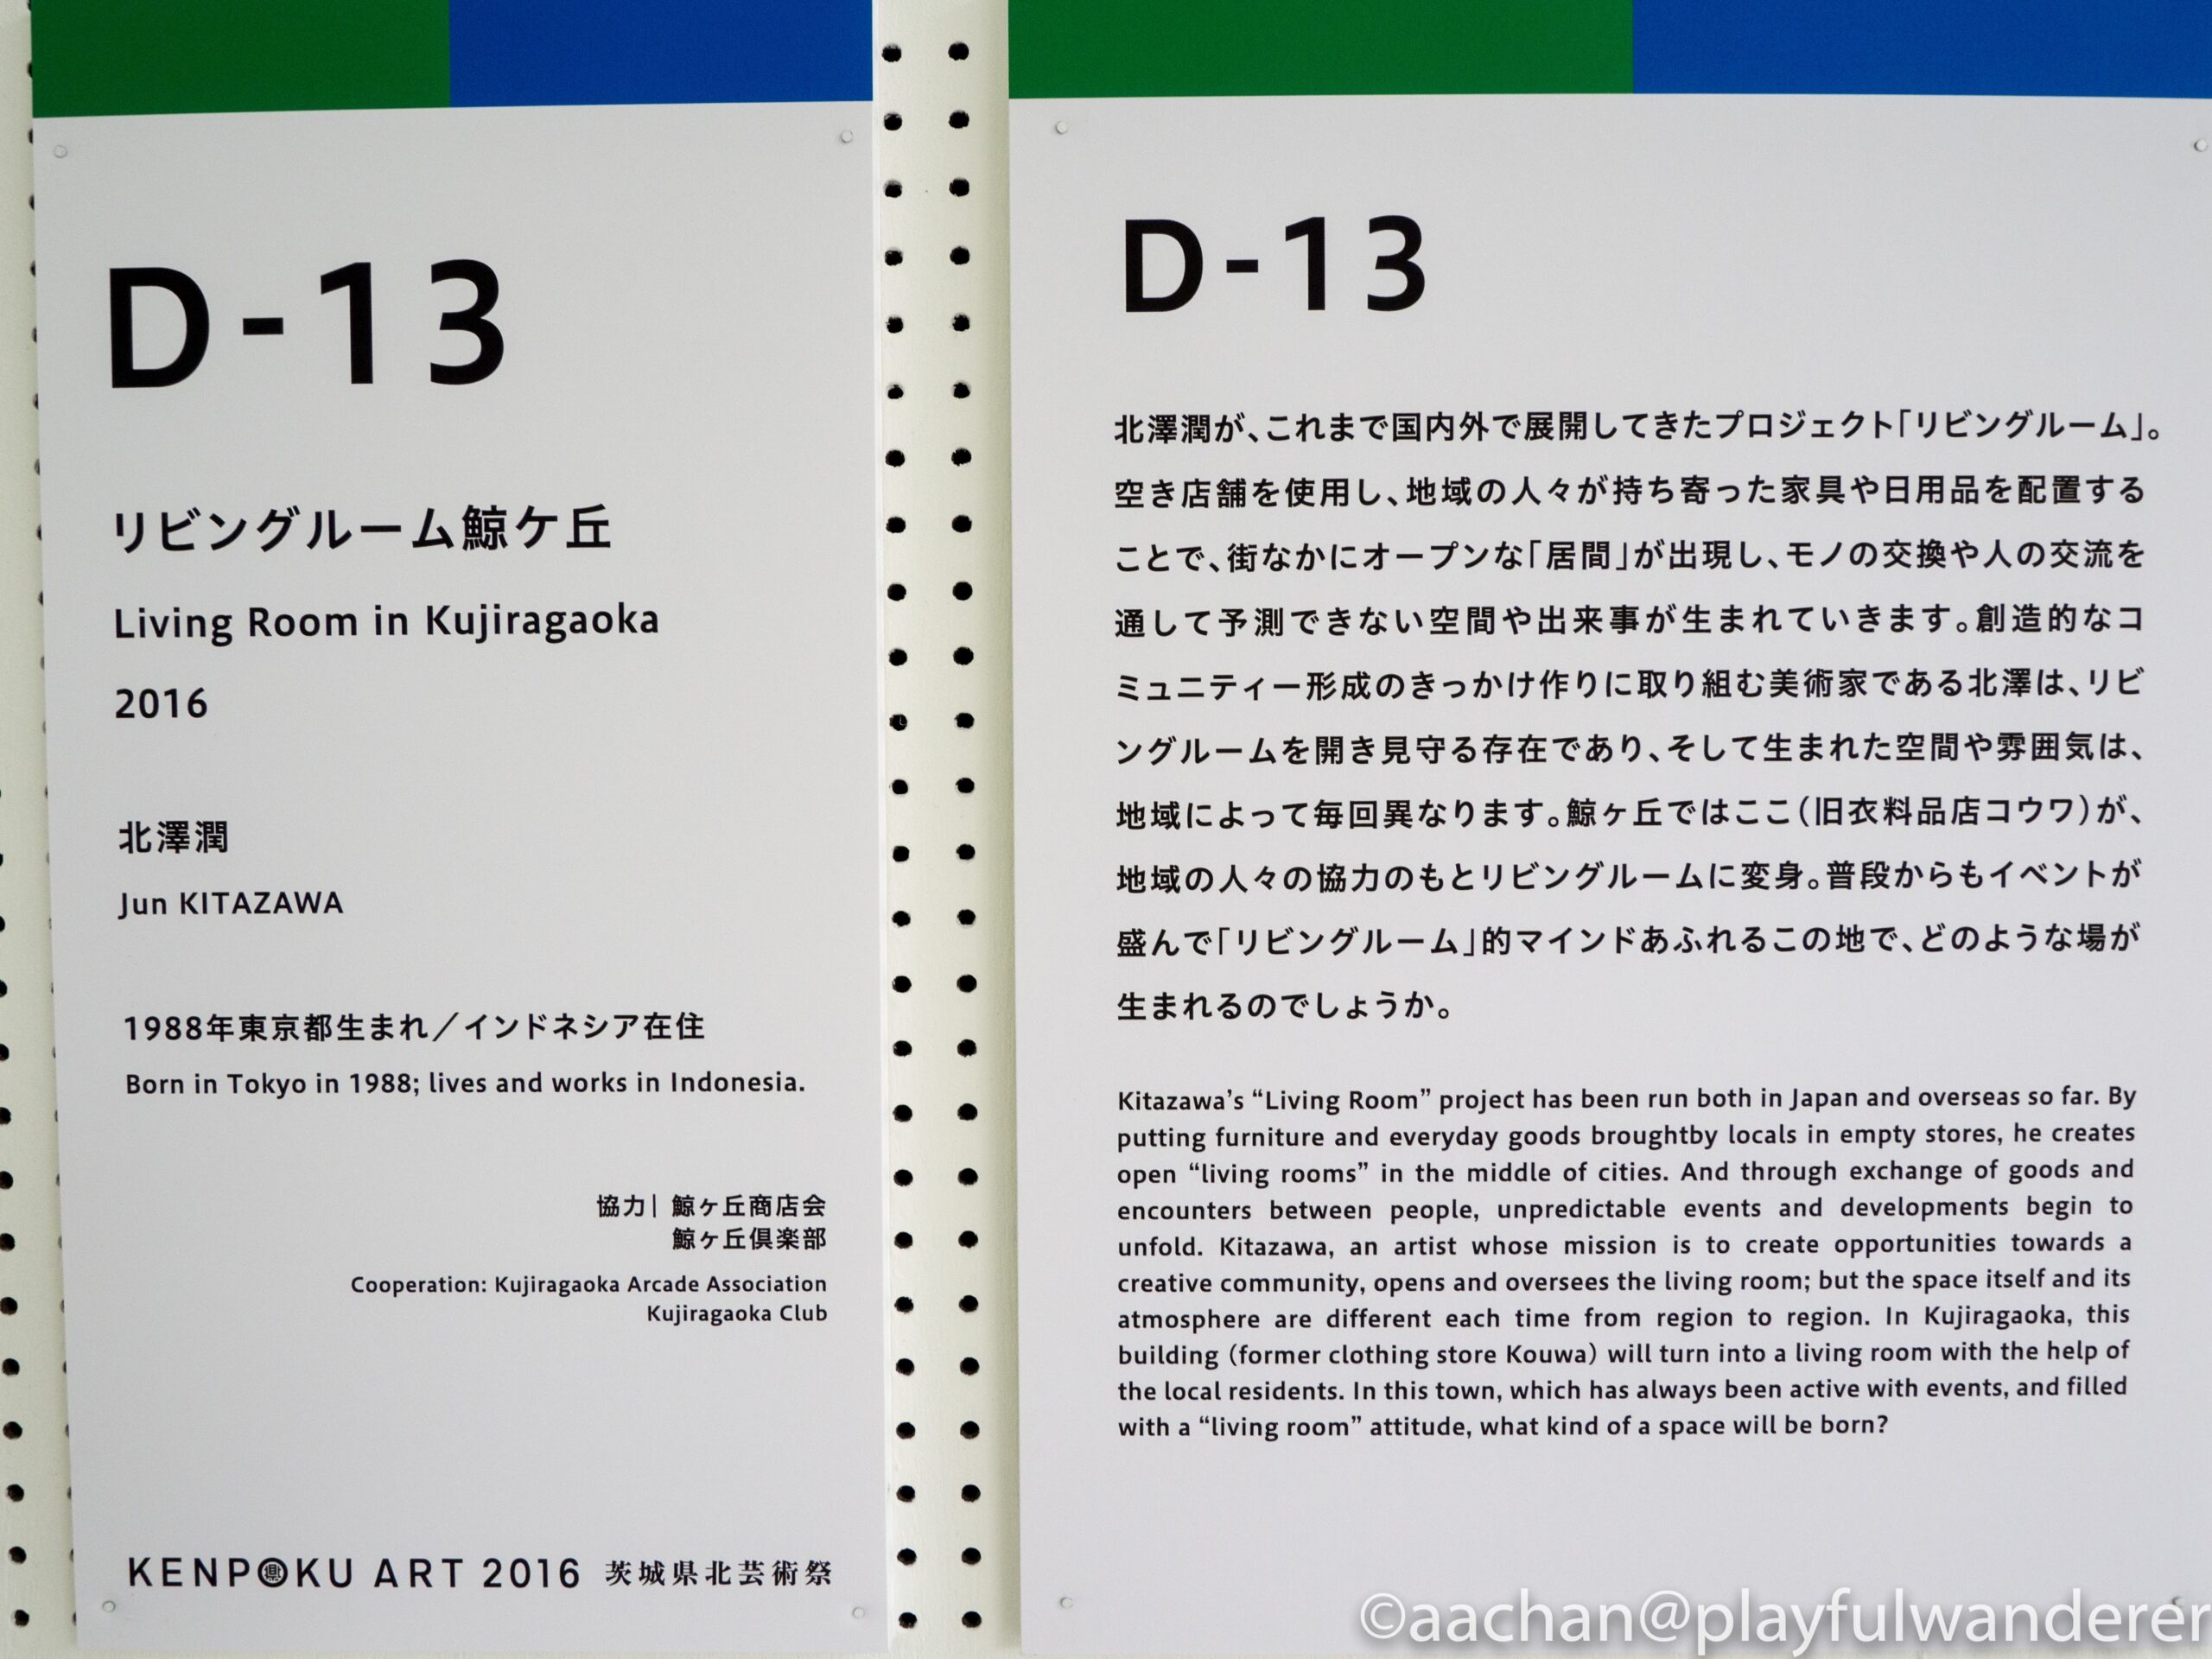 D-13
リビングルーム鯨ケ丘
Living Room in Kujiragaoka
2016
北澤潤
Jun KITAZAWA
1988年東京都生まれ／インドネシア在住
Born in Tokyo in 1988; lives and works in Indonesia.
協力| 鯨ヶ丘商店会
鯨ヶ丘倶楽部
Cooperation: Kujiragaoka Arcade Association
Kujiragaoka Club
KENPOKU ART 2016 茨城県北芸術祭
D-13
北澤潤が、これまで国内外で展開してきたプロジェクト「リビングルーム」。
空き店舗を使用し、地域の人々が持ち寄った家具や日用品を配置する
ことで、街なかにオープンな「居間」が出現し、モノの交換や人の交流を
通して予測できない空間や出来事が生まれていきます。創造的なコ
ミュニティー形成のきっかけ作りに取り組む美術家である北澤は、リビ
ングルームを開き見守る存在であり、そして生まれた空間や雰囲気は、
地域によって毎回異なります。鯨ヶ丘ではここ（旧衣料品店コウワ）が、
地域の人々の協力のもとリビングルームに変身。普段からもイベントが
盛んで「リビングルーム」的マインドあふれるこの地で、どのような場が
生まれるのでしょうか。
Kitazawa's “Living Room” project has been run both in Japan and overseas so far. By
putting furniture and everyday goods broughtby locals in empty stores, he creates
open “living rooms” in the middle of cities. And through exchange of goods and
encounters between people, unpredictable events and developments begin to
unfold. Kitazawa, an artist whose mission is to create opportunities towards a
creative community, opens and oversees the living room; but the space itself and its
atmosphere are different each time from region to region. In Kujiragaoka, this
building (former clothing store Kouwa) will turn into a living room with the help of
the local residents. In this town, which has always been active with events, and filled
with a “living room” attitude, what kind of a space will be born?
©aachan@playfulwanderer